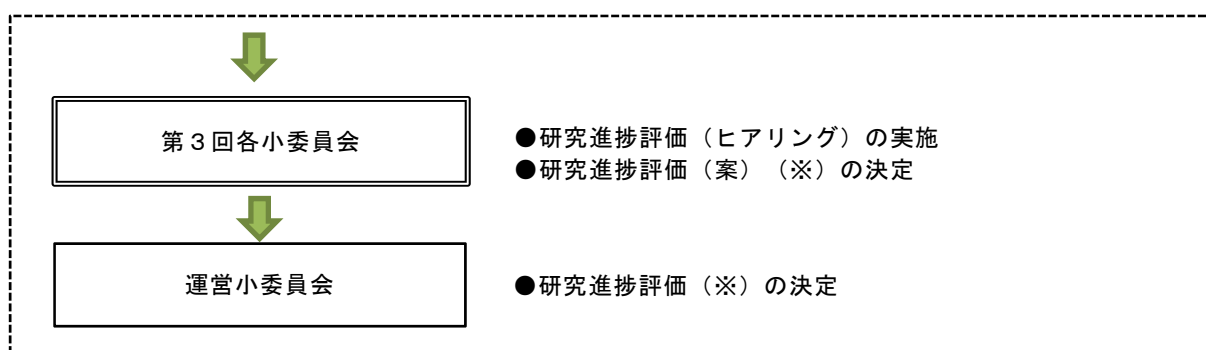 第３回各小委員会
●研究進捗評価（ヒアリング）の実施
●研究進捗評価（案）（※）の決定
運営小委員会
●研究進捗評価（※）の決定